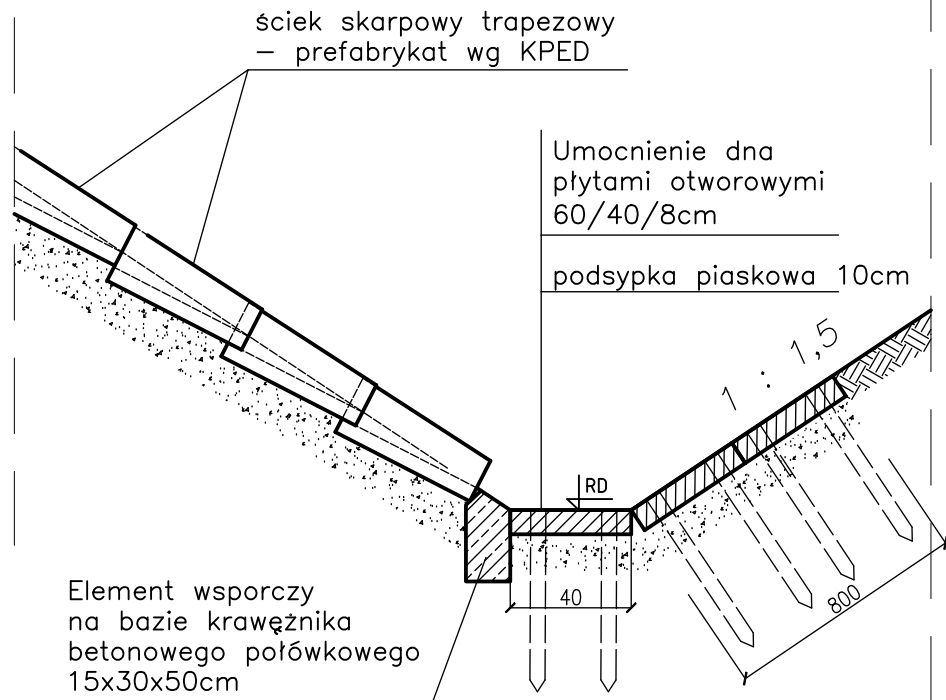 ściek skarpowy trapezowy
– prefabrykat wg KPED
Umocnienie dna
płytami otworowymi
60/40/8cm
podsypka piaskowa 10cm
1 : 1,5
RD
40
800
Element wsporczy
na bazie krawężnika
betonowego połówkowego
15x30x50cm